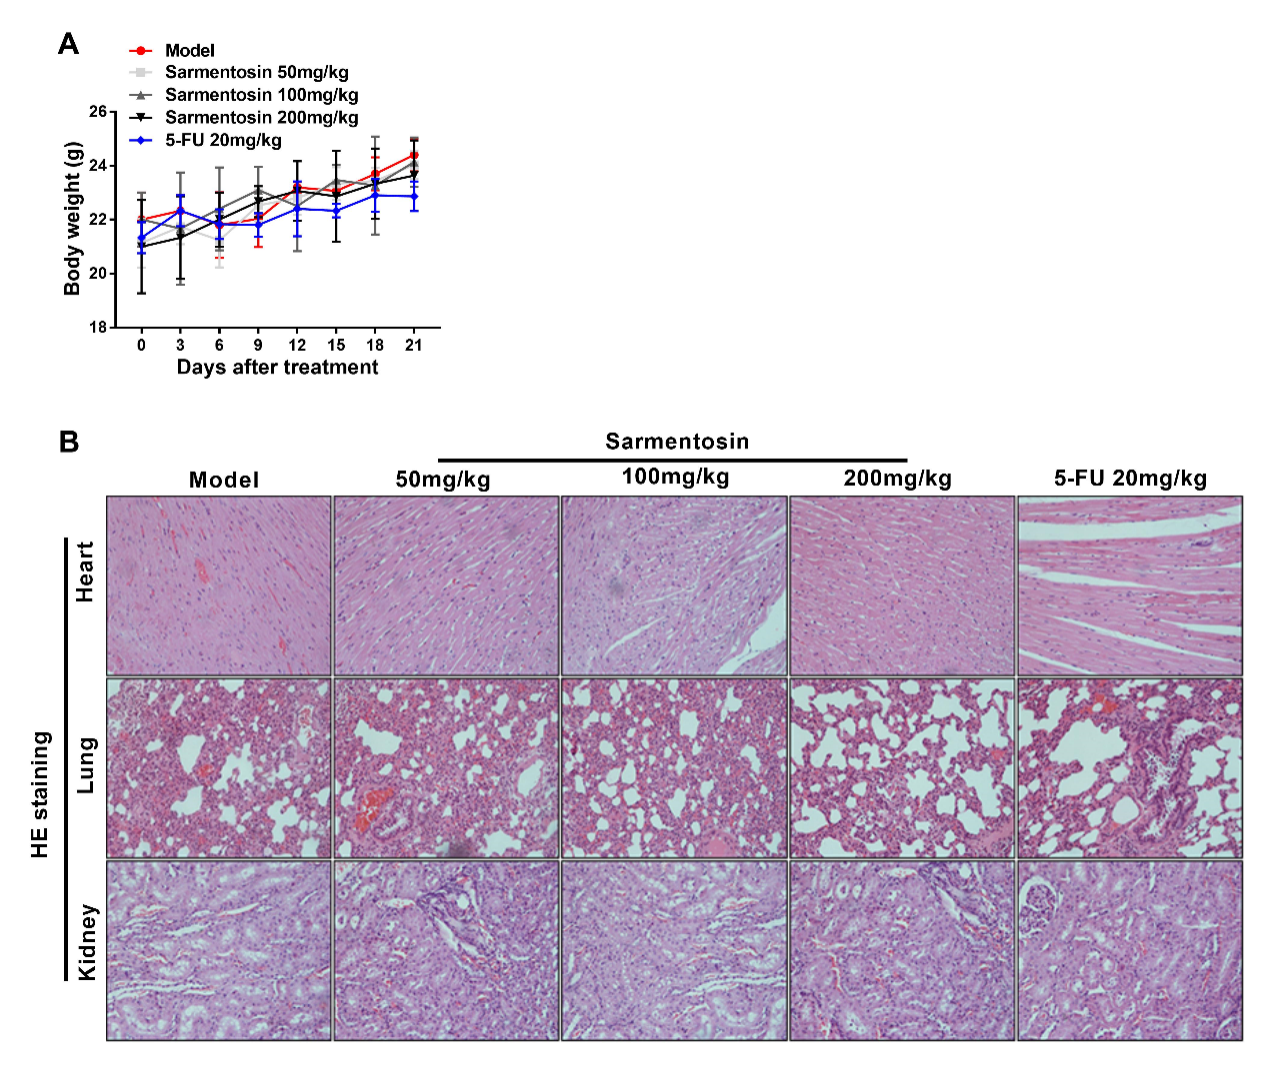 A
Model
Sarmentosin 50mg/kg
Sarmentosin 100mg/kg
Sarmentosin 200mg/kg
5-FU 20mg/kg
26
24
22
20
18
Body weight (g)
0 3 6 9 12 15 18 21
Days after treatment
B
Sarmentosin
Model 50mg/kg 100mg/kg 200mg/kg 5-FU 20mg/kg
HE staining
Heart
Lung
Kidney